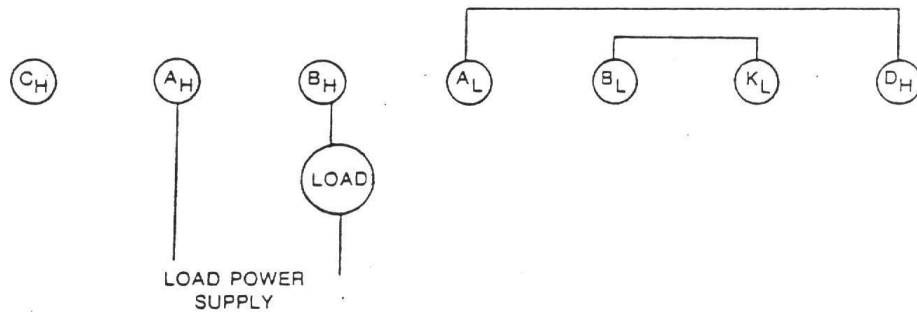 C_H A_H B_H A_L B_L K_L D_H
LOAD
LOAD POWER
SUPPLY